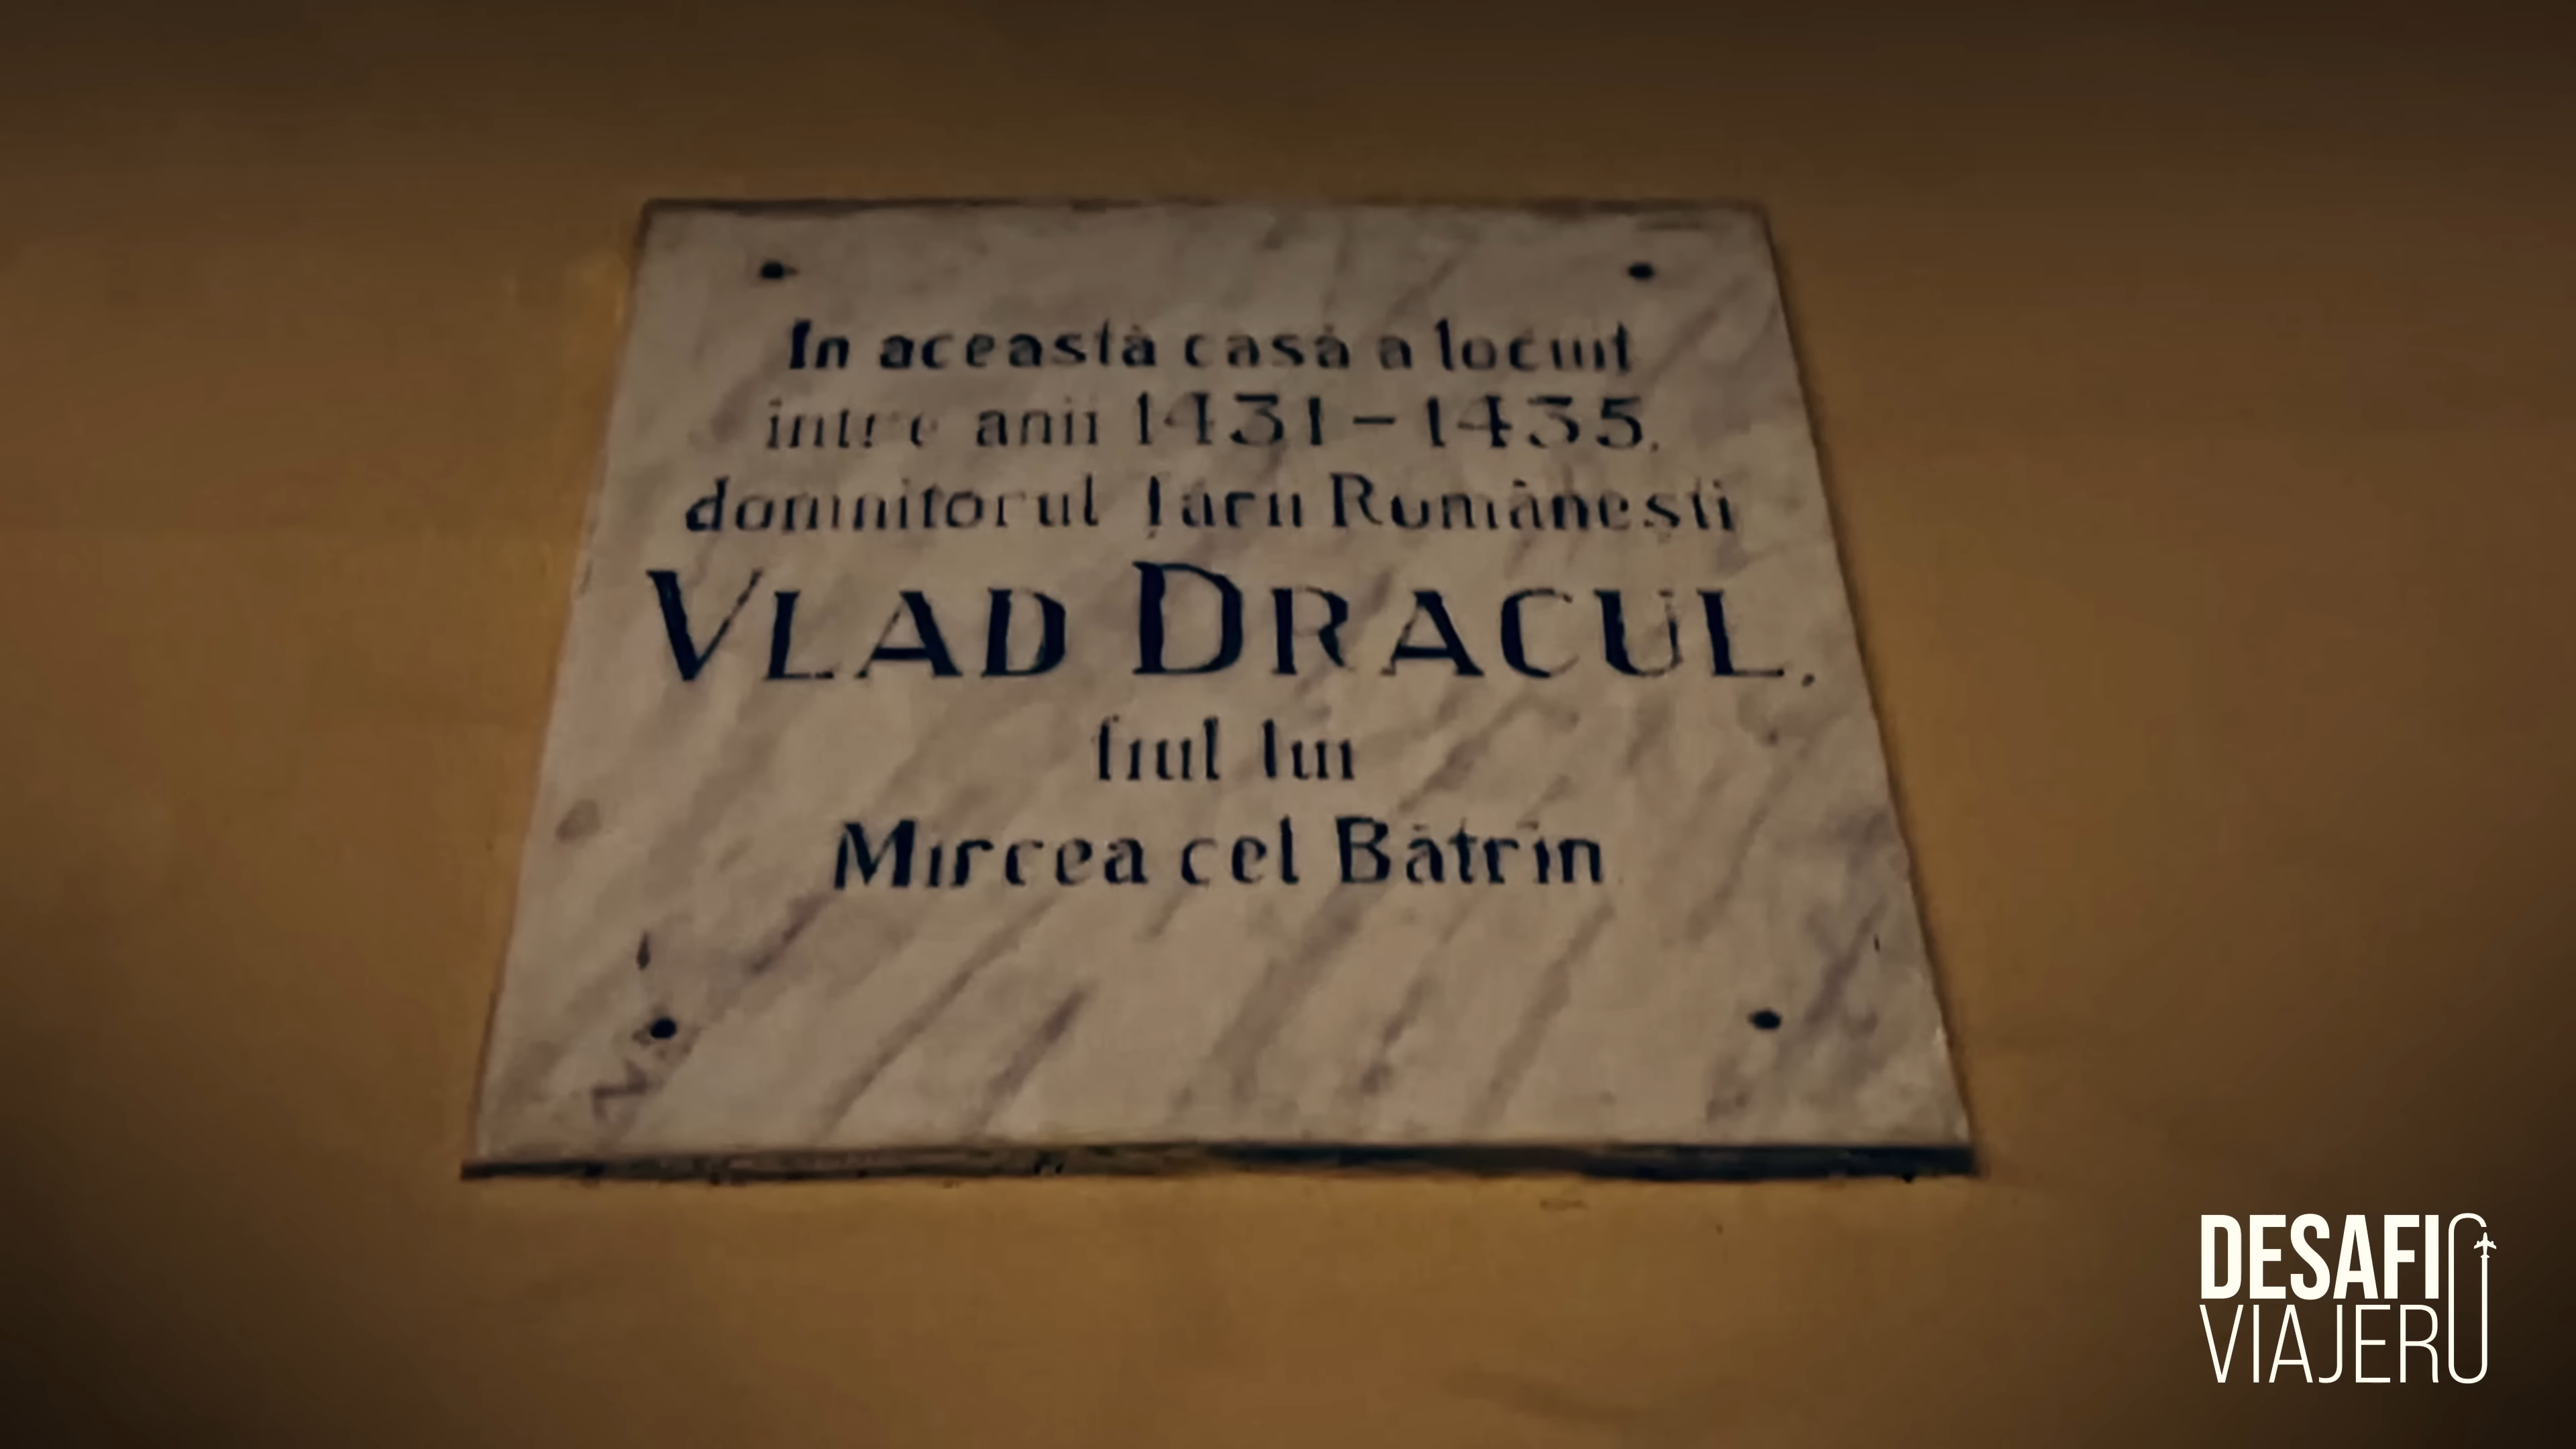 In această casă a locuit
între anii 1431 – 1435,
domnitorul Țării Romănești
VLAD DRACUL,
fiul lui
Mircea cel Bătrîn
DESAFIO
VIAJERO